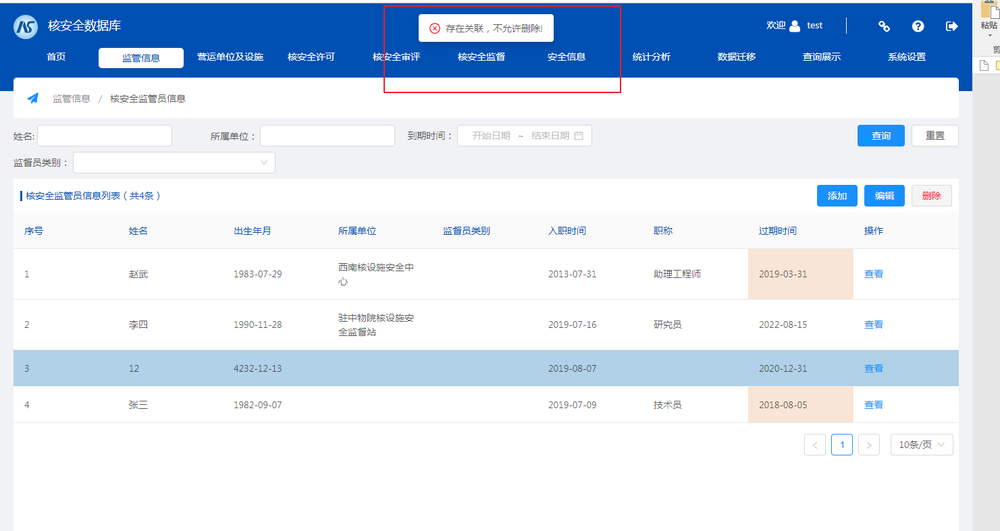 核安全数据库
存在关联，不允许删除!
欢迎 test
粘贴
首页 监管信息 营运单位及设施 核安全许可 核安全审评 核安全监督 安全信息 统计分析 数据迁移 查询展示 系统设置
监管信息 / 核安全监管员信息
姓名: 所属单位： 到期时间： 开始日期 ~ 结束日期 查询 重置
监督员类别：
核安全监管员信息列表（共4条） 添加 编辑 删除
序号 姓名 出生年月 所属单位 监督员类别 入职时间 职称 过期时间 操作
1 赵武 1983-07-29 西南核设施安全中心 2013-07-31 助理工程师 2019-03-31 查看
2 李四 1990-11-28 驻中物院核设施安全监督站 2019-07-16 研究员 2022-08-15 查看
3 12 4232-12-13 2019-08-07 2020-12-31 查看
4 张三 1982-09-07 2019-07-09 技术员 2018-08-05 查看
< 1 > 10条/页